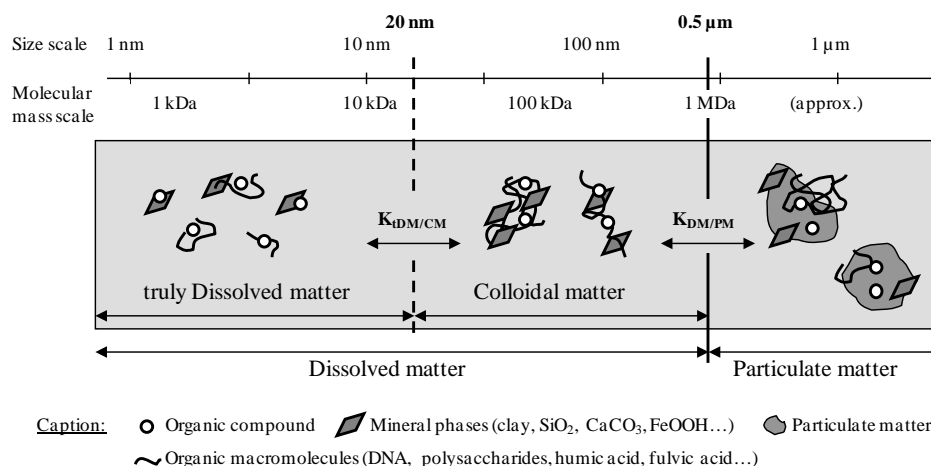 20 nm 0.5 µm
Size scale 1 nm 10 nm 100 nm 1 µm
Molecular
mass scale 1 kDa 10 kDa 100 kDa 1 MDa (approx.)
K_tDM/CM K_DM/PM
truly Dissolved matter Colloidal matter
Dissolved matter Particulate matter
Caption: Organic compound Mineral phases (clay, SiO₂, CaCO₃, FeOOH…) Particulate matter
Organic macromolecules (DNA, polysaccharides, humic acid, fulvic acid…)